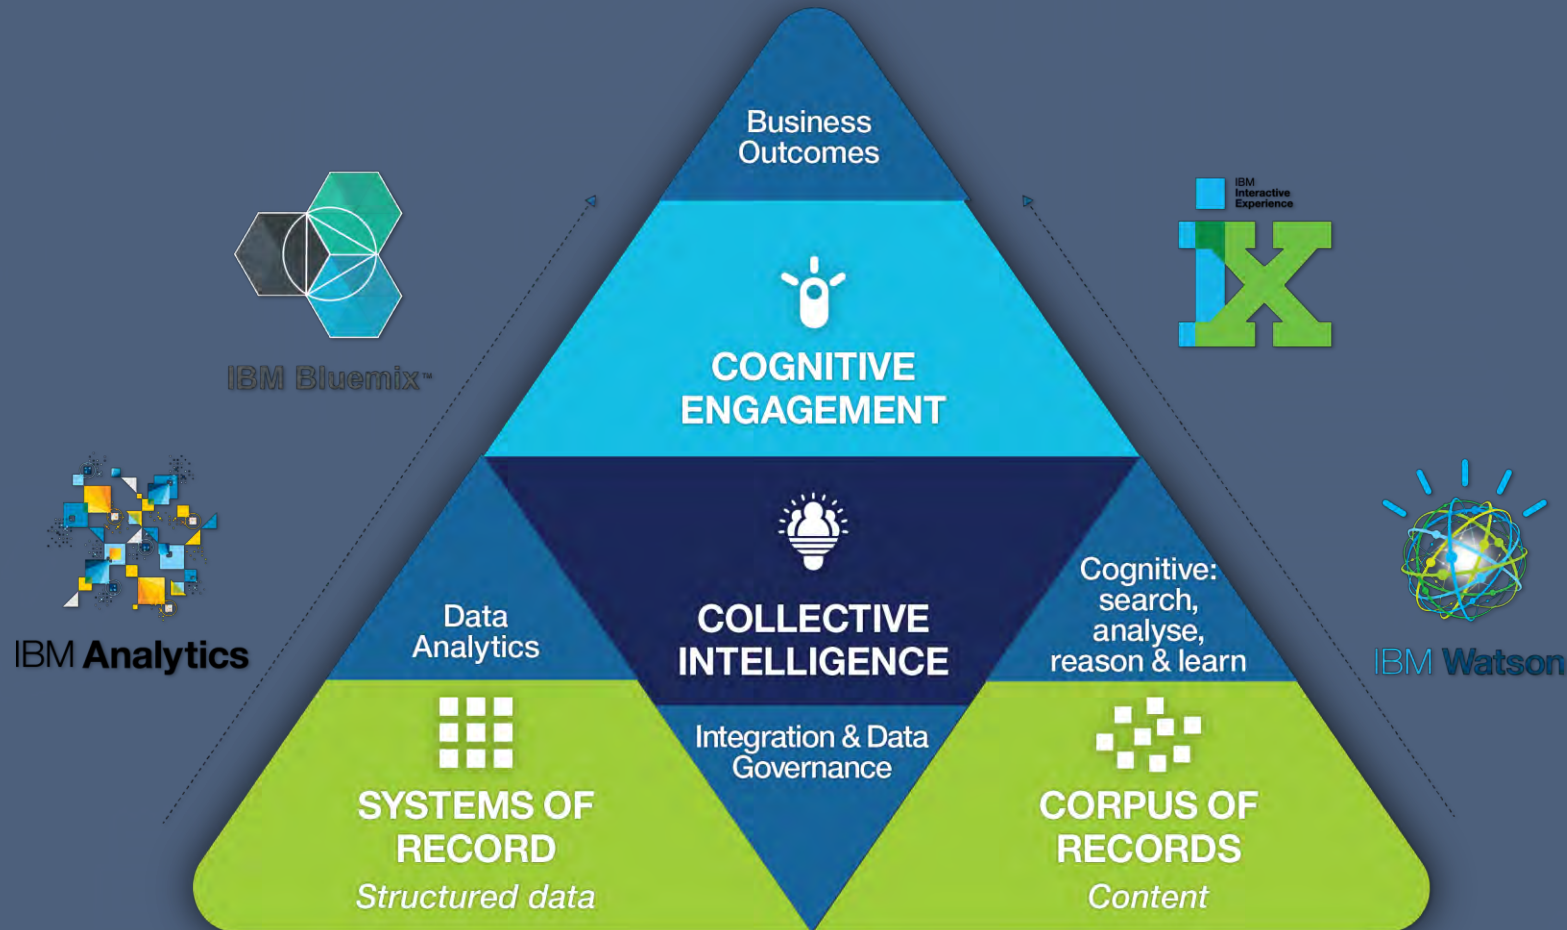 Business
Outcomes
IBM
Interactive
Experience
iX
IBM Bluemix™
COGNITIVE
ENGAGEMENT
IBM Analytics
Data
Analytics
COLLECTIVE
INTELLIGENCE
Cognitive:
search,
analyse,
reason & learn
IBM Watson
Integration & Data
Governance
SYSTEMS OF
RECORD
Structured data
CORPUS OF
RECORDS
Content